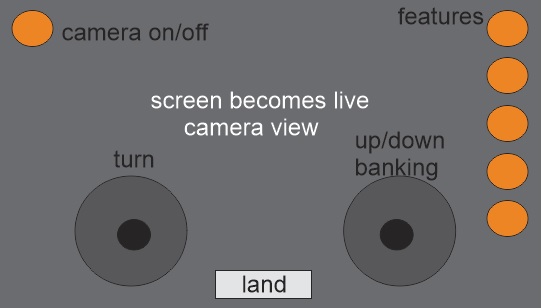 features
camera on/off
screen becomes live
camera view
up/down
banking
turn
land